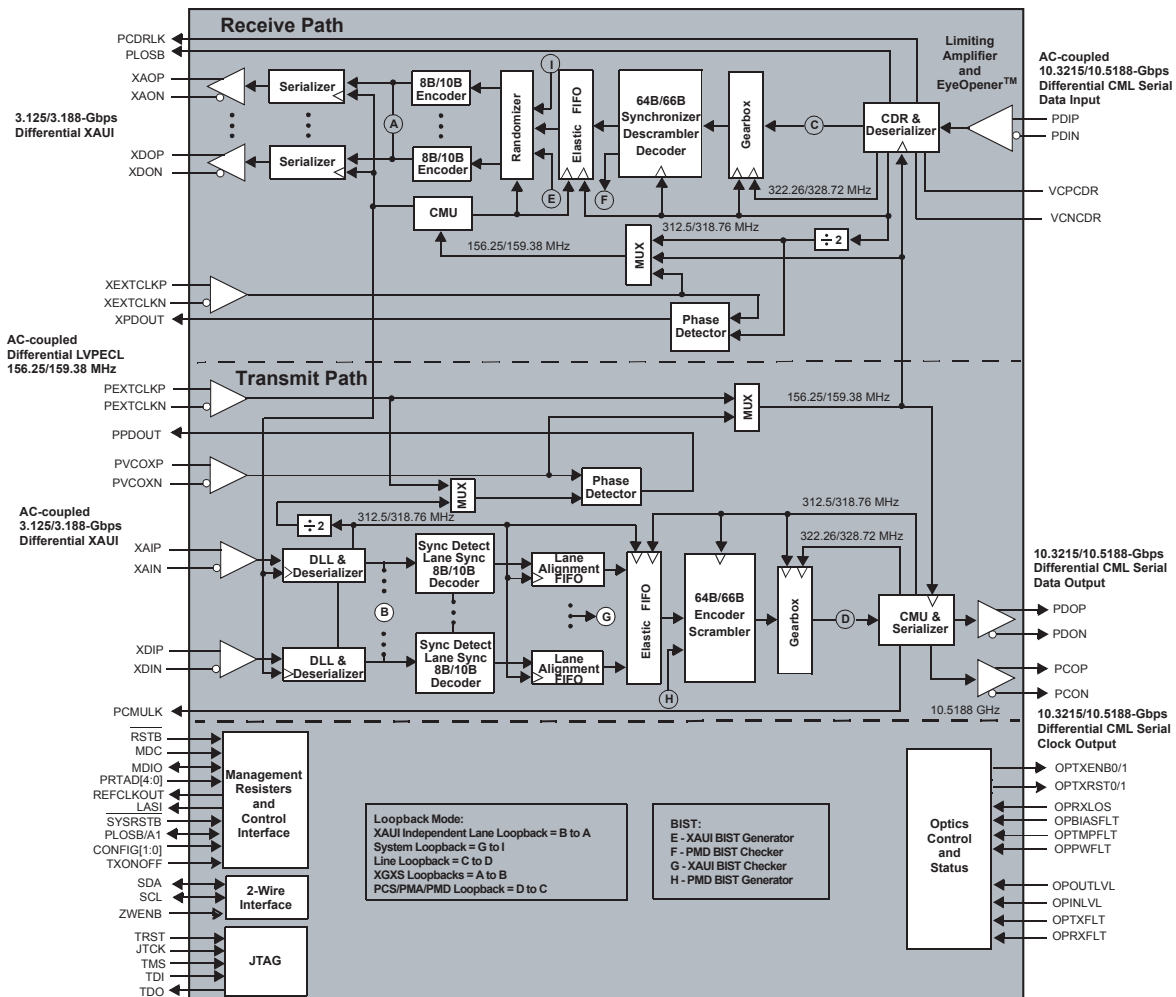 Receive Path
PCDRLK
PLOSB
XAOP
XAON
3.125/3.188-Gbps
Differential XAUI
XDOP
XDON
Serializer
Serializer
8B/10B
Encoder
8B/10B
Encoder
A
I
E
Randomizer
Elastic FIFO
F
64B/66B
Synchronizer
Descrambler
Decoder
Gearbox
C
CDR &
Deserializer
Limiting
Amplifier
and
EyeOpener™
AC-coupled
10.3215/10.5188-Gbps
Differential CML Serial
Data Input
PDIP
PDIN
VCPCDR
VCNCDR
322.26/328.72 MHz
312.5/318.76 MHz
CMU
156.25/159.38 MHz
MUX
÷ 2
XEXTCLKP
XEXTCLKN
XPDOUT
Phase
Detector
AC-coupled
Differential LVPECL
156.25/159.38 MHz
Transmit Path
PEXTCLKP
PEXTCLKN
PPDOUT
PVCOXP
PVCOXN
MUX
156.25/159.38 MHz
MUX
Phase
Detector
AC-coupled
3.125/3.188-Gbps
Differential XAUI
÷ 2
312.5/318.76 MHz
312.5/318.76 MHz
322.26/328.72 MHz
XAIP
XAIN
XDIP
XDIN
DLL &
Deserializer
DLL &
Deserializer
B
Sync Detect
Lane Sync
8B/10B
Decoder
Sync Detect
Lane Sync
8B/10B
Decoder
Lane
Alignment
FIFO
G
Lane
Alignment
FIFO
Elastic FIFO
H
64B/66B
Encoder
Scrambler
Gearbox
D
CMU &
Serializer
10.3215/10.5188-Gbps
Differential CML Serial
Data Output
PDOP
PDON
PCOP
PCON
10.3215/10.5188-Gbps
Differential CML Serial
Clock Output
PCMULK
10.5188 GHz
RSTB
MDC
MDIO
PRTAD[4:0]
REFCLKOUT
LASI
SYSRSTB
PLOSB/A1
CONFIG[1:0]
TXONOFF
Management
Resisters
and
Control
Interface
SDA
SCL
ZWENB
2-Wire
Interface
TRST
JTCK
TMS
TDI
TDO
JTAG
Loopback Mode:
XAUI Independent Lane Loopback = B to A
System Loopback = G to I
Line Loopback = C to D
XGXS Loopbacks = A to B
PCS/PMA/PMD Loopback = D to C
BIST:
E - XAUI BIST Generator
F - PMD BIST Checker
G - XAUI BIST Checker
H - PMD BIST Generator
Optics
Control
and
Status
OPTXENB0/1
OPTXRST0/1
OPRXLOS
OPBIASFLT
OPTMPFLT
OPPWFLT
OPOUTLVL
OPINLVL
OPTXFLT
OPRXFLT